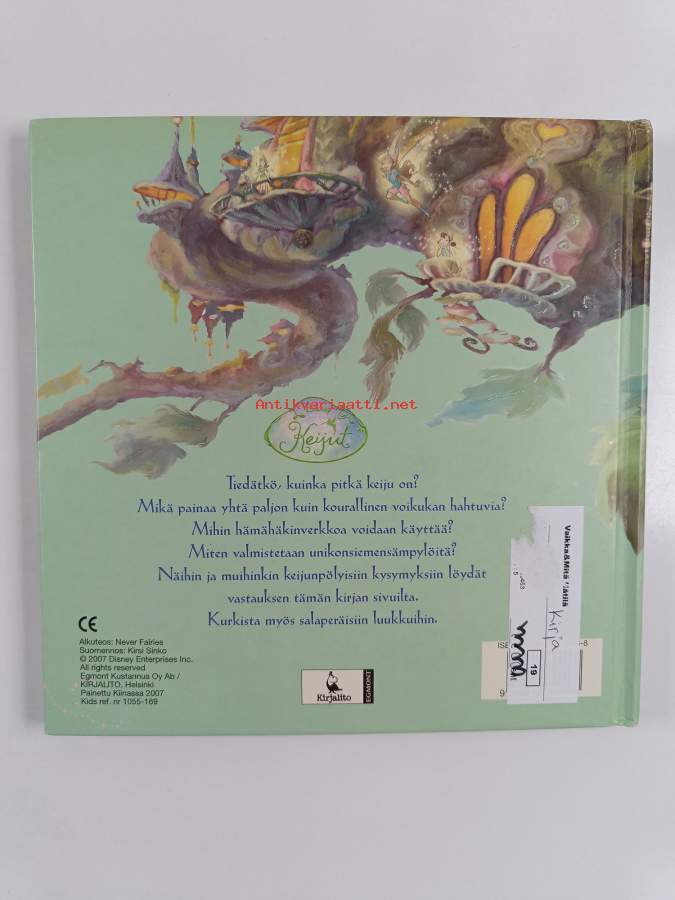 Antikvariaatti.net
Keijut
Tiedätkö, kuinka pitkä keiju on?
Mikä painaa yhtä paljon kuin kourallinen voikukan hahtuvia?
Mihin hämähäkinverkkoa voidaan käyttää?
Miten valmistetaan unikonsiemensämpylöitä?
Näihin ja muihinkin keijunpölyisiin kysymyksiin löydät
vastauksen tämän kirjan sivuilta.
Kurkista myös salaperäisiin luukkuihin.
CE
Alkuteos: Never Fairies
Suomennos: Kirsi Sinko
© 2007 Disney Enterprises Inc.
All rights reserved
Egmont Kustannus Oy Ab /
KIRJALITO, Helsinki
Painettu Kiinassa 2007
Kids ref. nr 1055-169
Kirjalito
EGMONT
Vaikka&Mitä
Kirja
19